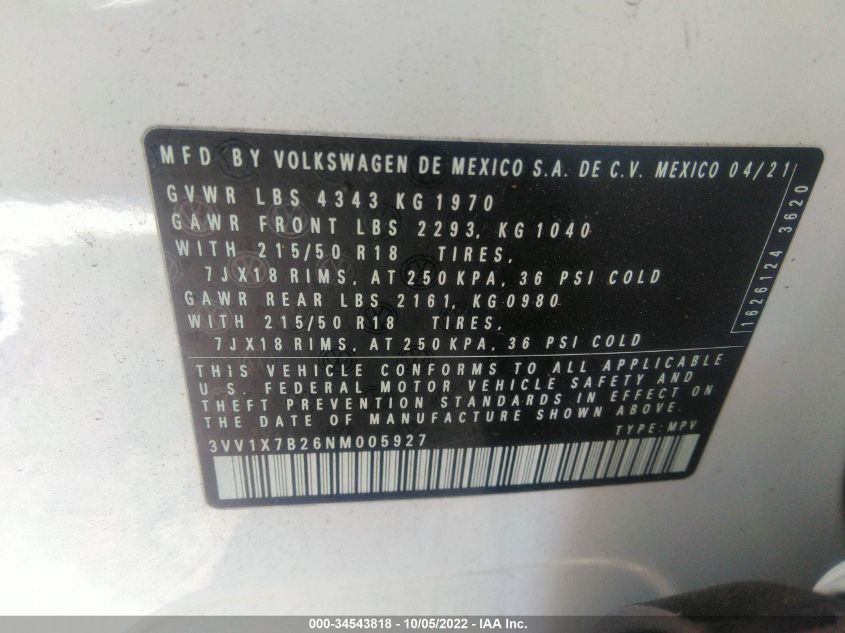 MFD BY VOLKSWAGEN DE MEXICO S.A. DE C.V. MEXICO 04/21
GVWR LBS 4343 KG 1970
GAWR FRONT LBS 2293, KG 1040
WITH 215/50 R18 TIRES,
7JX18 RIMS, AT 250 KPA, 36 PSI COLD
GAWR REAR LBS 2161, KG 0980
WITH 215/50 R18 TIRES,
7JX18 RIMS, AT 250 KPA, 36 PSI COLD
1626124 3620
THIS VEHICLE CONFORMS TO ALL APPLICABLE
U.S. FEDERAL MOTOR VEHICLE SAFETY AND
THEFT PREVENTION STANDARDS IN EFFECT ON
THE DATE OF MANUFACTURE SHOWN ABOVE.
3VV1X7B26NM005927 TYPE: MPV
000-34543818 - 10/05/2022 - IAA Inc.